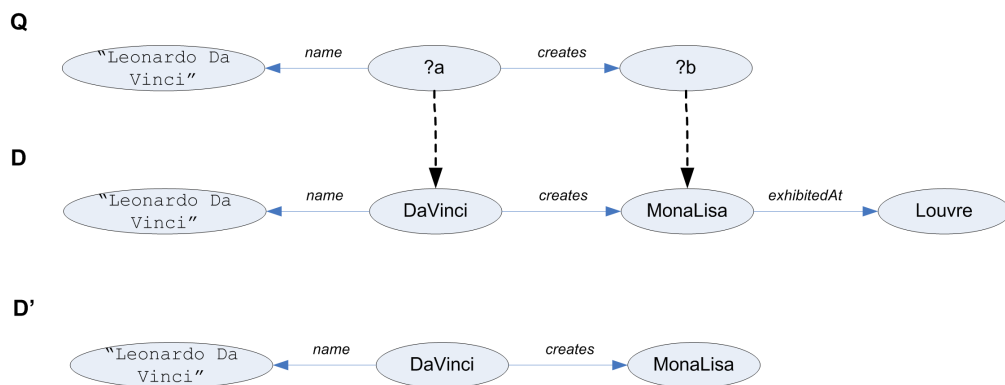 Q
name
creates
“Leonardo Da
Vinci”
?a
?b
D
name
creates
exhibitedAt
“Leonardo Da
Vinci”
DaVinci
MonaLisa
Louvre
D’
name
creates
“Leonardo Da
Vinci”
DaVinci
MonaLisa